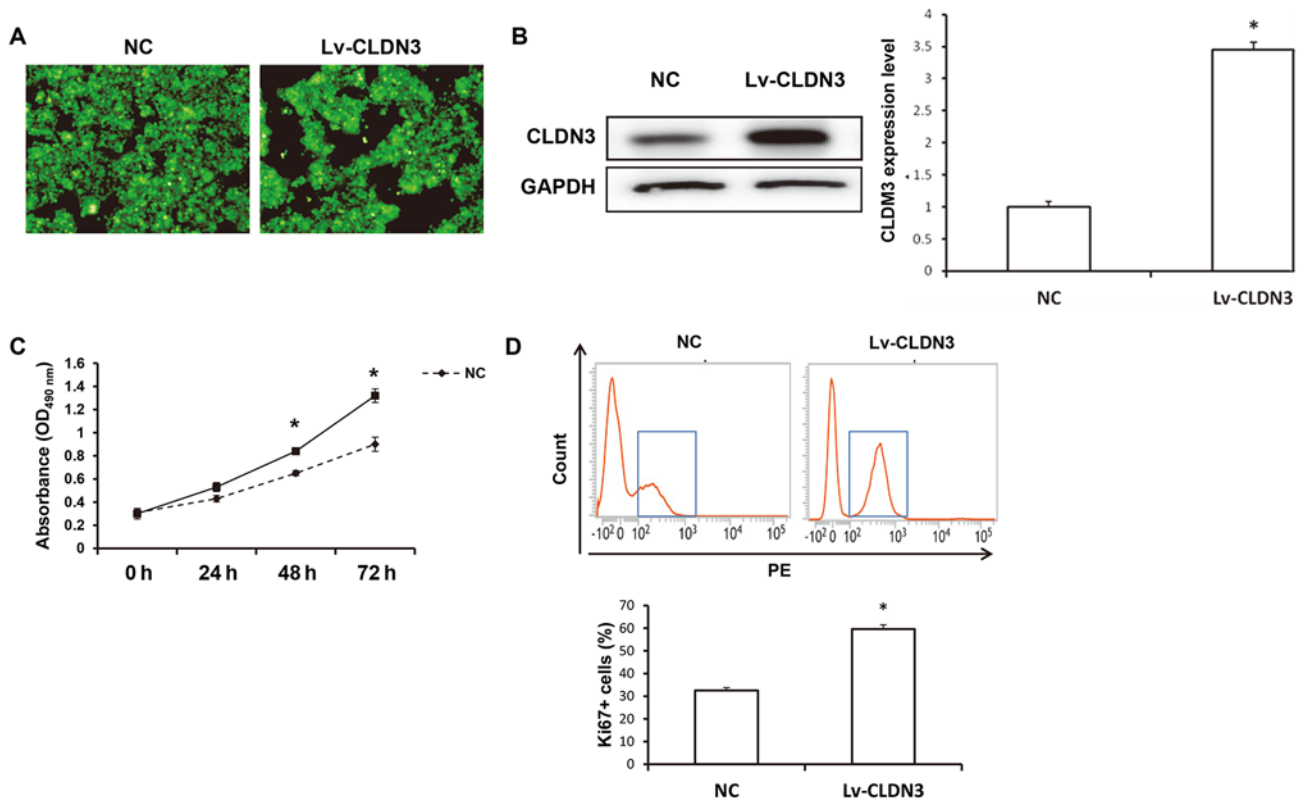 A
NC
Lv-CLDN3
B
NC
Lv-CLDN3
CLDN3
GAPDH
CLDM3 expression level
4
3.5
3
2.5
2
1.5
1
0.5
0
*
NC
Lv-CLDN3
C
Absorbance (OD490 nm)
1.6
1.4
1.2
1
0.8
0.6
0.4
0.2
0
*
*
0 h
24 h
48 h
72 h
NC
D
NC
Lv-CLDN3
Count
-10² 0 10² 10³ 10⁴ 10⁵
-10² 0 10² 10³ 10⁴ 10⁵
PE
Ki67+ cells (%)
70
60
50
40
30
20
10
0
*
NC
Lv-CLDN3